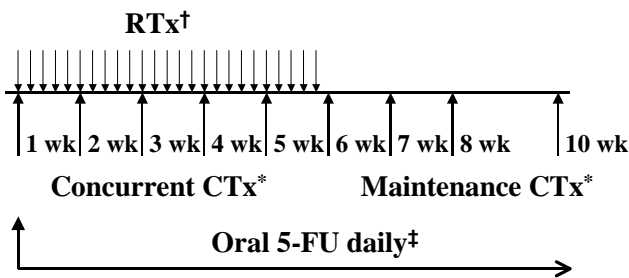 RTx†
1 wk 2 wk 3 wk 4 wk 5 wk 6 wk 7 wk 8 wk 10 wk
Concurrent CTx* Maintenance CTx*
Oral 5-FU daily‡